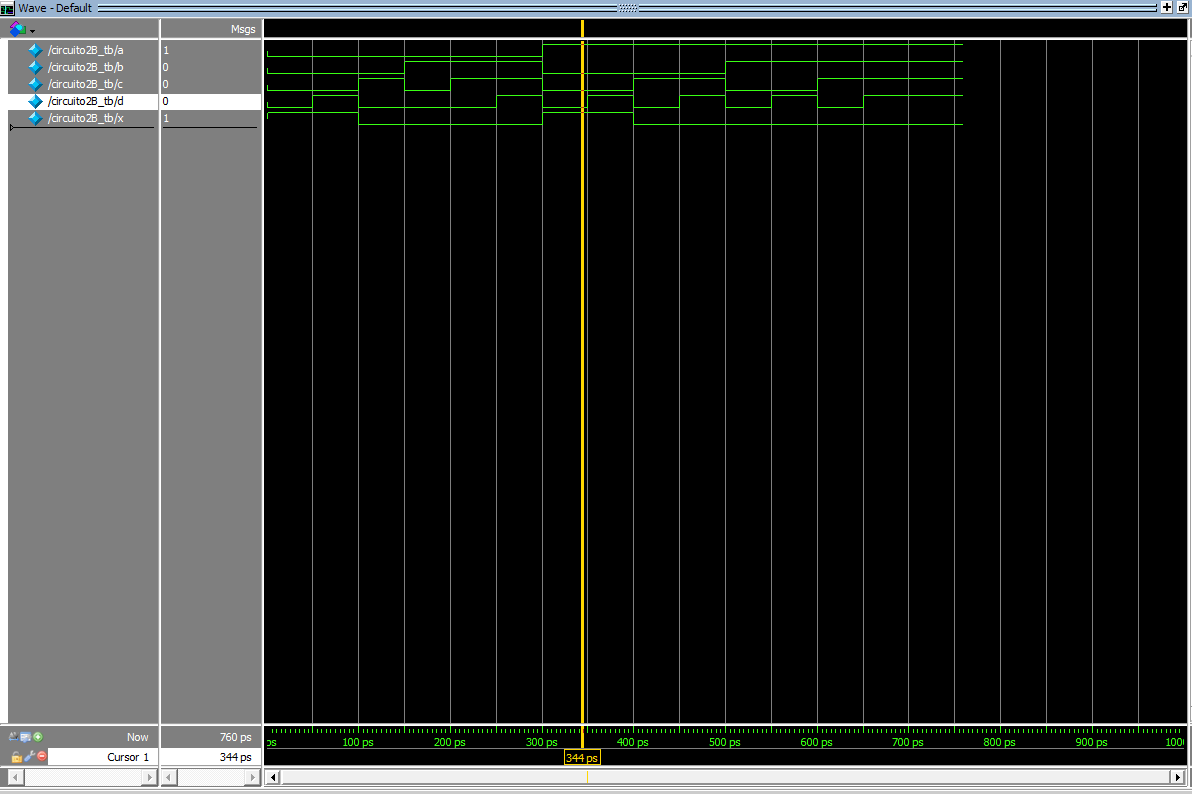 Wave - Default
Msgs
/circuito2B_tb/a 1
/circuito2B_tb/b 0
/circuito2B_tb/c 0
/circuito2B_tb/d 0
/circuito2B_tb/x 1
Now 760 ps
ps 100 ps 200 ps 300 ps 400 ps 500 ps 600 ps 700 ps 800 ps 900 ps 100
Cursor 1 344 ps
344 ps